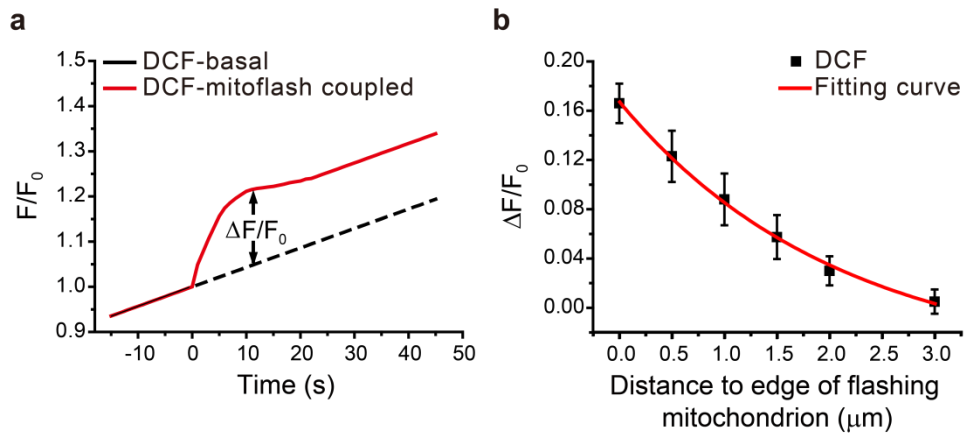 a
DCF-basal
DCF-mitoflash coupled
1.5
1.4
1.3
1.2
1.1
1.0
0.9
F/F₀
ΔF/F₀
-10 0 10 20 30 40 50
Time (s)
b
DCF
Fitting curve
0.20
0.16
0.12
0.08
0.04
0.00
ΔF/F₀
0.0 0.5 1.0 1.5 2.0 2.5 3.0
Distance to edge of flashing
mitochondrion (μm)